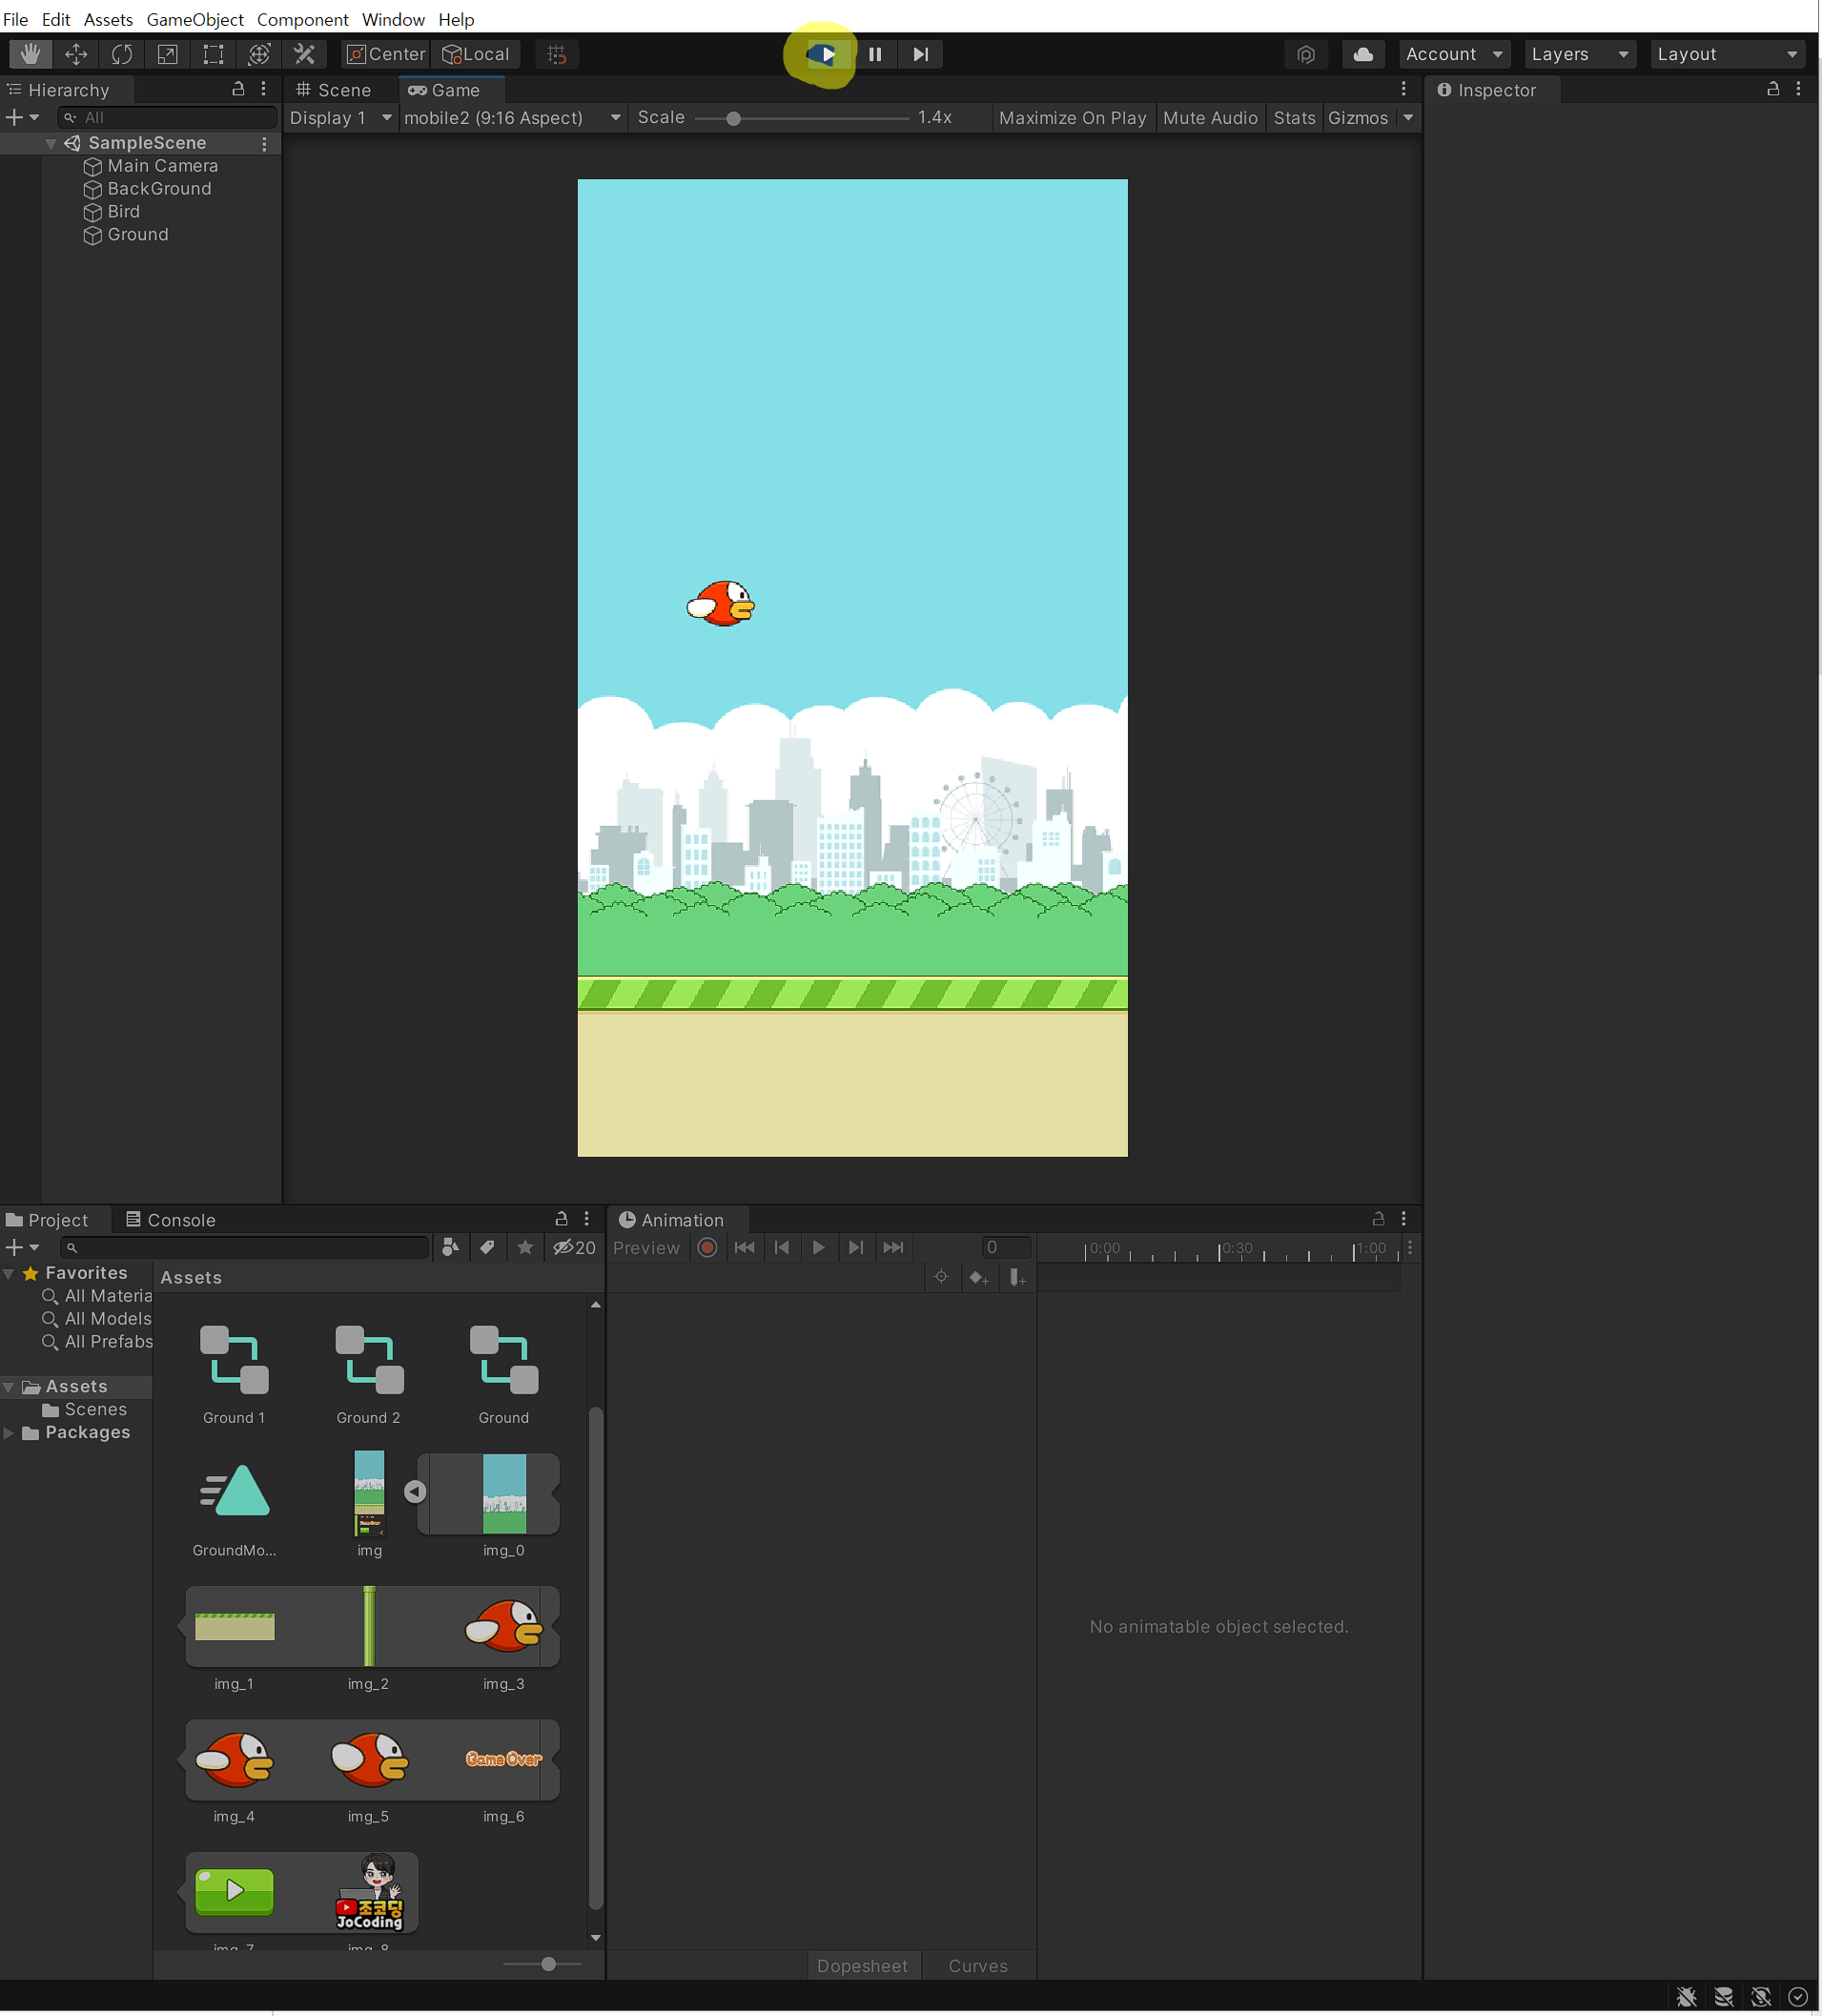 File Edit Assets GameObject Component Window Help
Center Local Account Layers Layout
Hierarchy Scene Game Inspector
All Display 1 mobile2 (9:16 Aspect) Scale 1.4x Maximize On Play Mute Audio Stats Gizmos
SampleScene
Main Camera
BackGround
Bird
Ground
Project Console Animation
20 Preview 0 0:00 0:30 1:00
Favorites Assets
All Materia
All Models
All Prefabs
Assets
Scenes
Packages
Ground 1 Ground 2 Ground
GroundMo... img img_0
img_1 img_2 img_3
Game Over
img_4 img_5 img_6
조코딩
JoCoding
img_7 img_8
No animatable object selected.
Dopesheet Curves